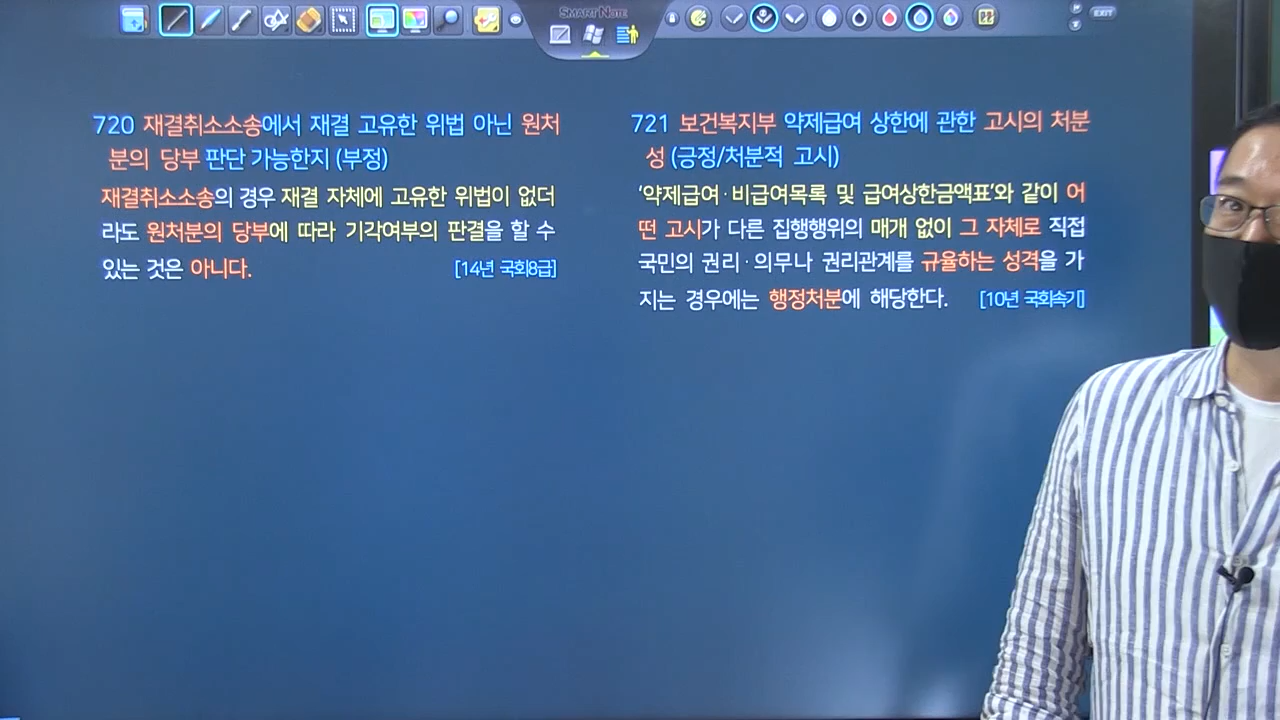 SMART NOTE
EXIT
720 재결취소소송에서 재결 고유한 위법 아닌 원처
분의 당부 판단 가능한지 (부정)
재결취소소송의 경우 재결 자체에 고유한 위법이 없더
라도 원처분의 당부에 따라 기각여부의 판결을 할 수
있는 것은 아니다. [14년 국회8급]
721 보건복지부 약제급여 상한에 관한 고시의 처분
성 (긍정/처분적 고시)
‘약제급여·비급여목록 및 급여상한금액표’와 같이 어
떤 고시가 다른 집행행위의 매개 없이 그 자체로 직접
국민의 권리·의무나 권리관계를 규율하는 성격을 가
지는 경우에는 행정처분에 해당한다. [10년 국회속기]